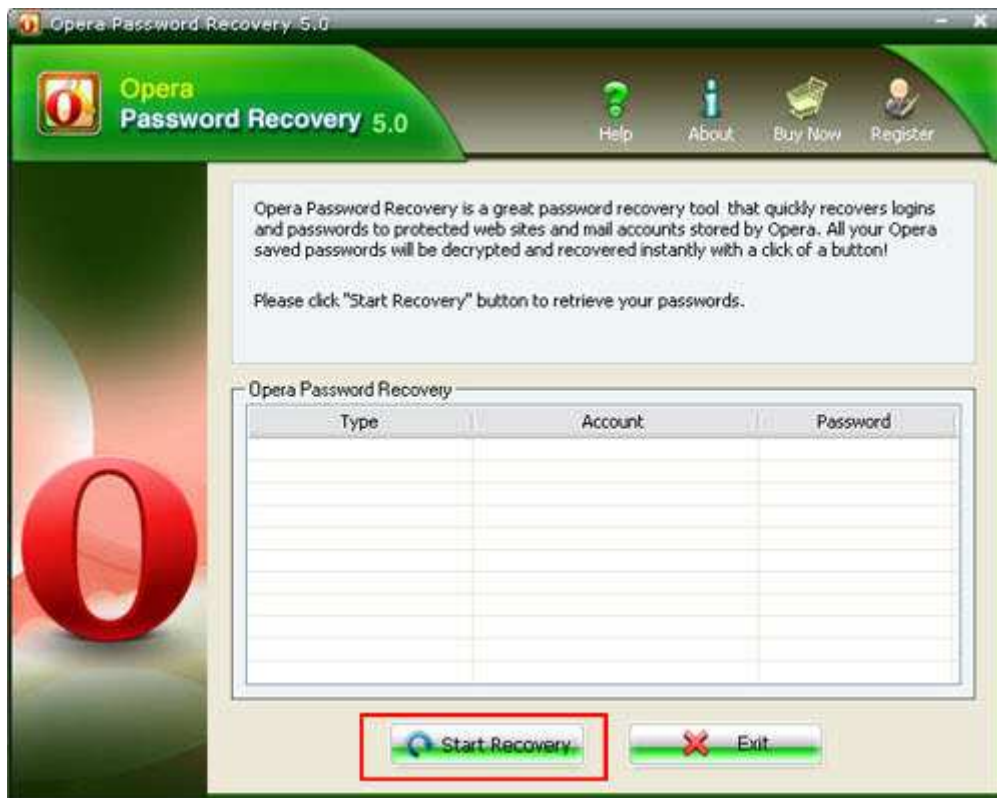 Opera Password Recovery 5.0
Opera
Password Recovery 5.0
Help
About
Buy Now
Register
Opera Password Recovery is a great password recovery tool that quickly recovers logins
and passwords to protected web sites and mail accounts stored by Opera. All your Opera
saved passwords will be decrypted and recovered instantly with a click of a button!
Please click "Start Recovery" button to retrieve your passwords.
Opera Password Recovery
Type Account Password
Start Recovery
Exit